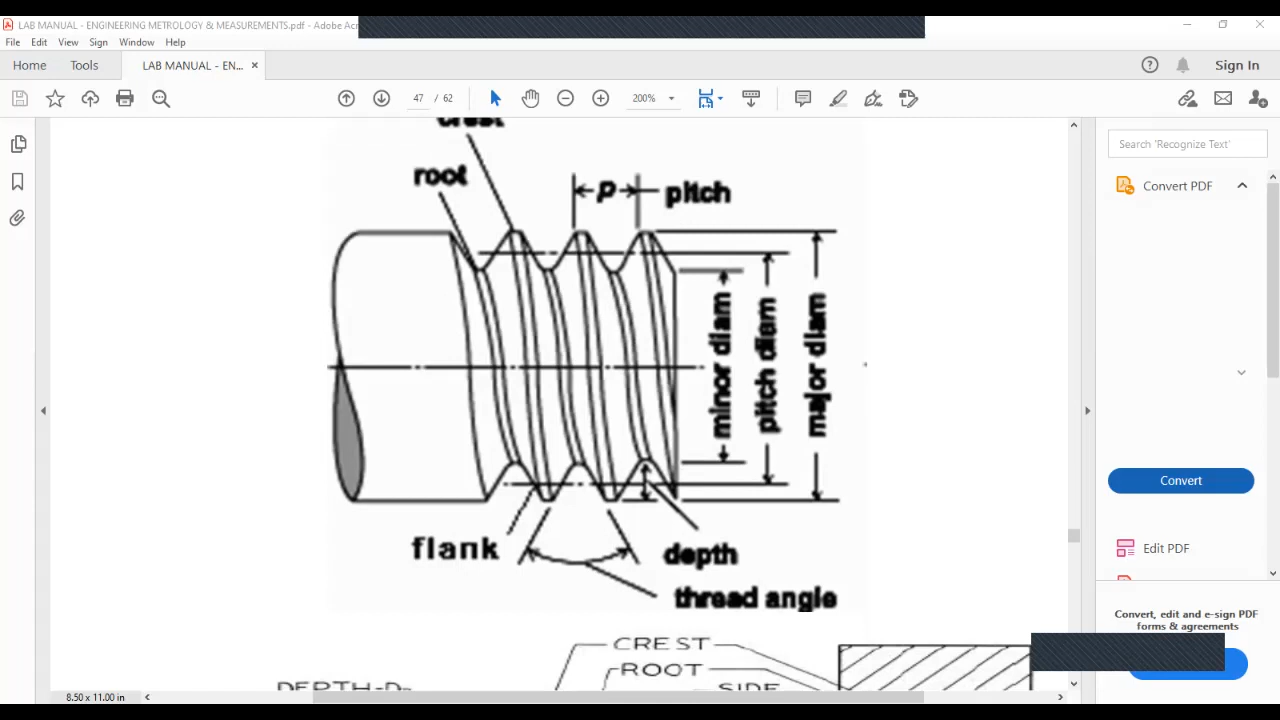 LAB MANUAL - ENGINEERING METROLOGY & MEASUREMENTS.pdf - Adobe Acr
File Edit View Sign Window Help
Home Tools LAB MANUAL - EN... ×
Sign In
47 / 62
200%
Search 'Recognize Text'
Convert PDF
crest
root
p
pitch
minor diam
pitch diam
major diam
Convert
flank
depth
thread angle
Edit PDF
Convert, edit and e-sign PDF
forms & agreements
CREST
ROOT
SIDE
8.50 x 11.00 in